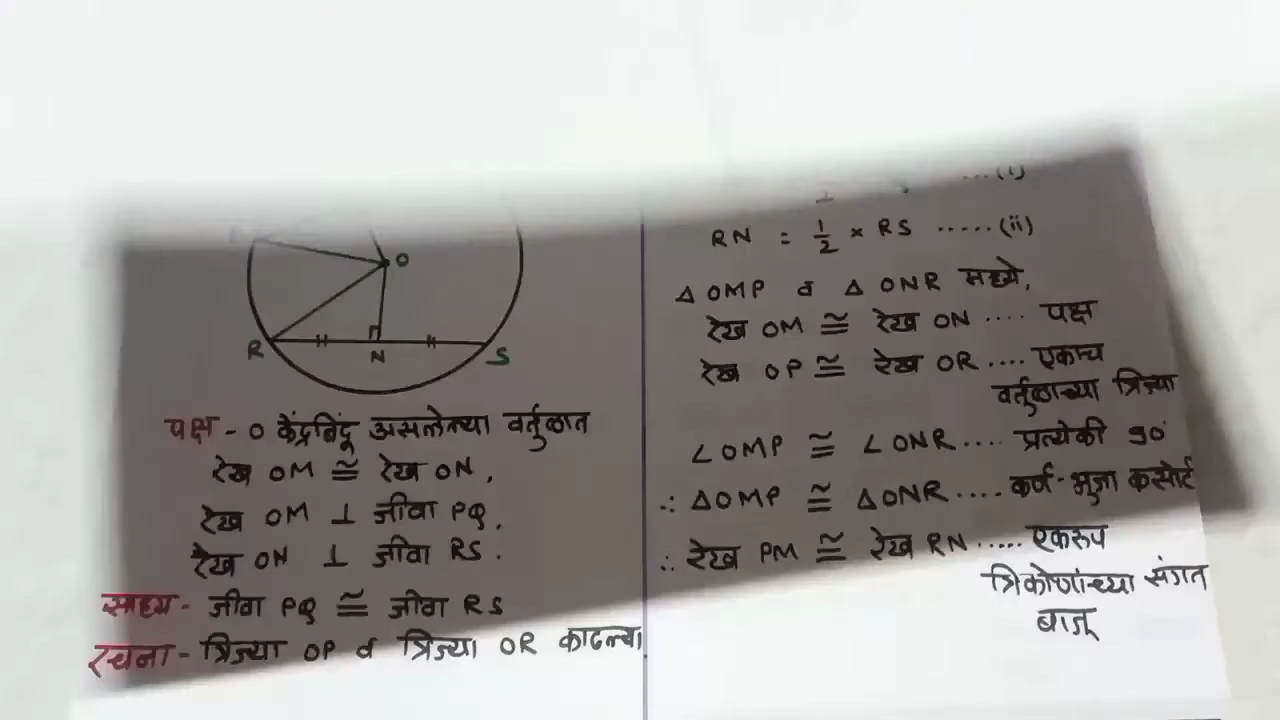 O
R
N
S
पक्ष - O केंद्रबिंदू असलेल्या वर्तुळात
रेख OM ≅ रेख ON,
रेख OM ⊥ जीवा PQ,
रेख ON ⊥ जीवा RS.
साध्य - जीवा PQ ≅ जीवा RS
रचना - त्रिज्या OP व त्रिज्या OR काढल्या.
....(i)
RN = 1/2 × RS .....(ii)
△ OMP व △ ONR मध्ये,
रेख OM ≅ रेख ON .... पक्ष
रेख OP ≅ रेख OR .... एकाच
वर्तुळाच्या त्रिज्या
∠OMP ≅ ∠ONR .... प्रत्येकी 90°
∴ △OMP ≅ △ONR .... कर्ण-भुजा कसोटी
∴ रेख PM ≅ रेख RN ..... एकरूप
त्रिकोणांच्या संगत
बाजू